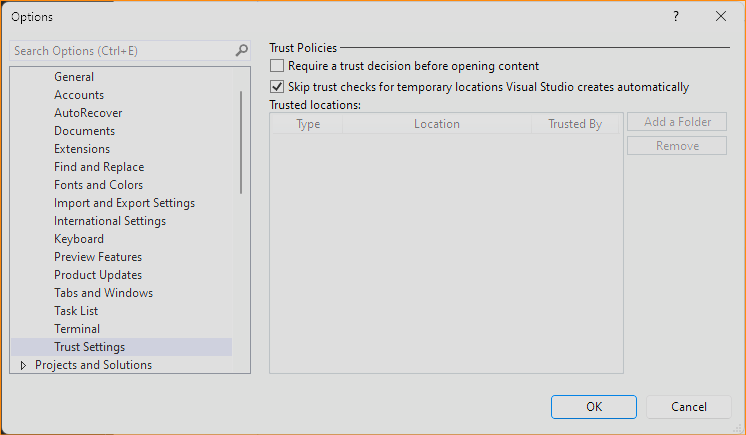 Options
?
Search Options (Ctrl+E)
General
Accounts
AutoRecover
Documents
Extensions
Find and Replace
Fonts and Colors
Import and Export Settings
International Settings
Keyboard
Preview Features
Product Updates
Tabs and Windows
Task List
Terminal
Trust Settings
Projects and Solutions
Trust Policies
Require a trust decision before opening content
Skip trust checks for temporary locations Visual Studio creates automatically
Trusted locations:
Type Location Trusted By
Add a Folder
Remove
OK
Cancel